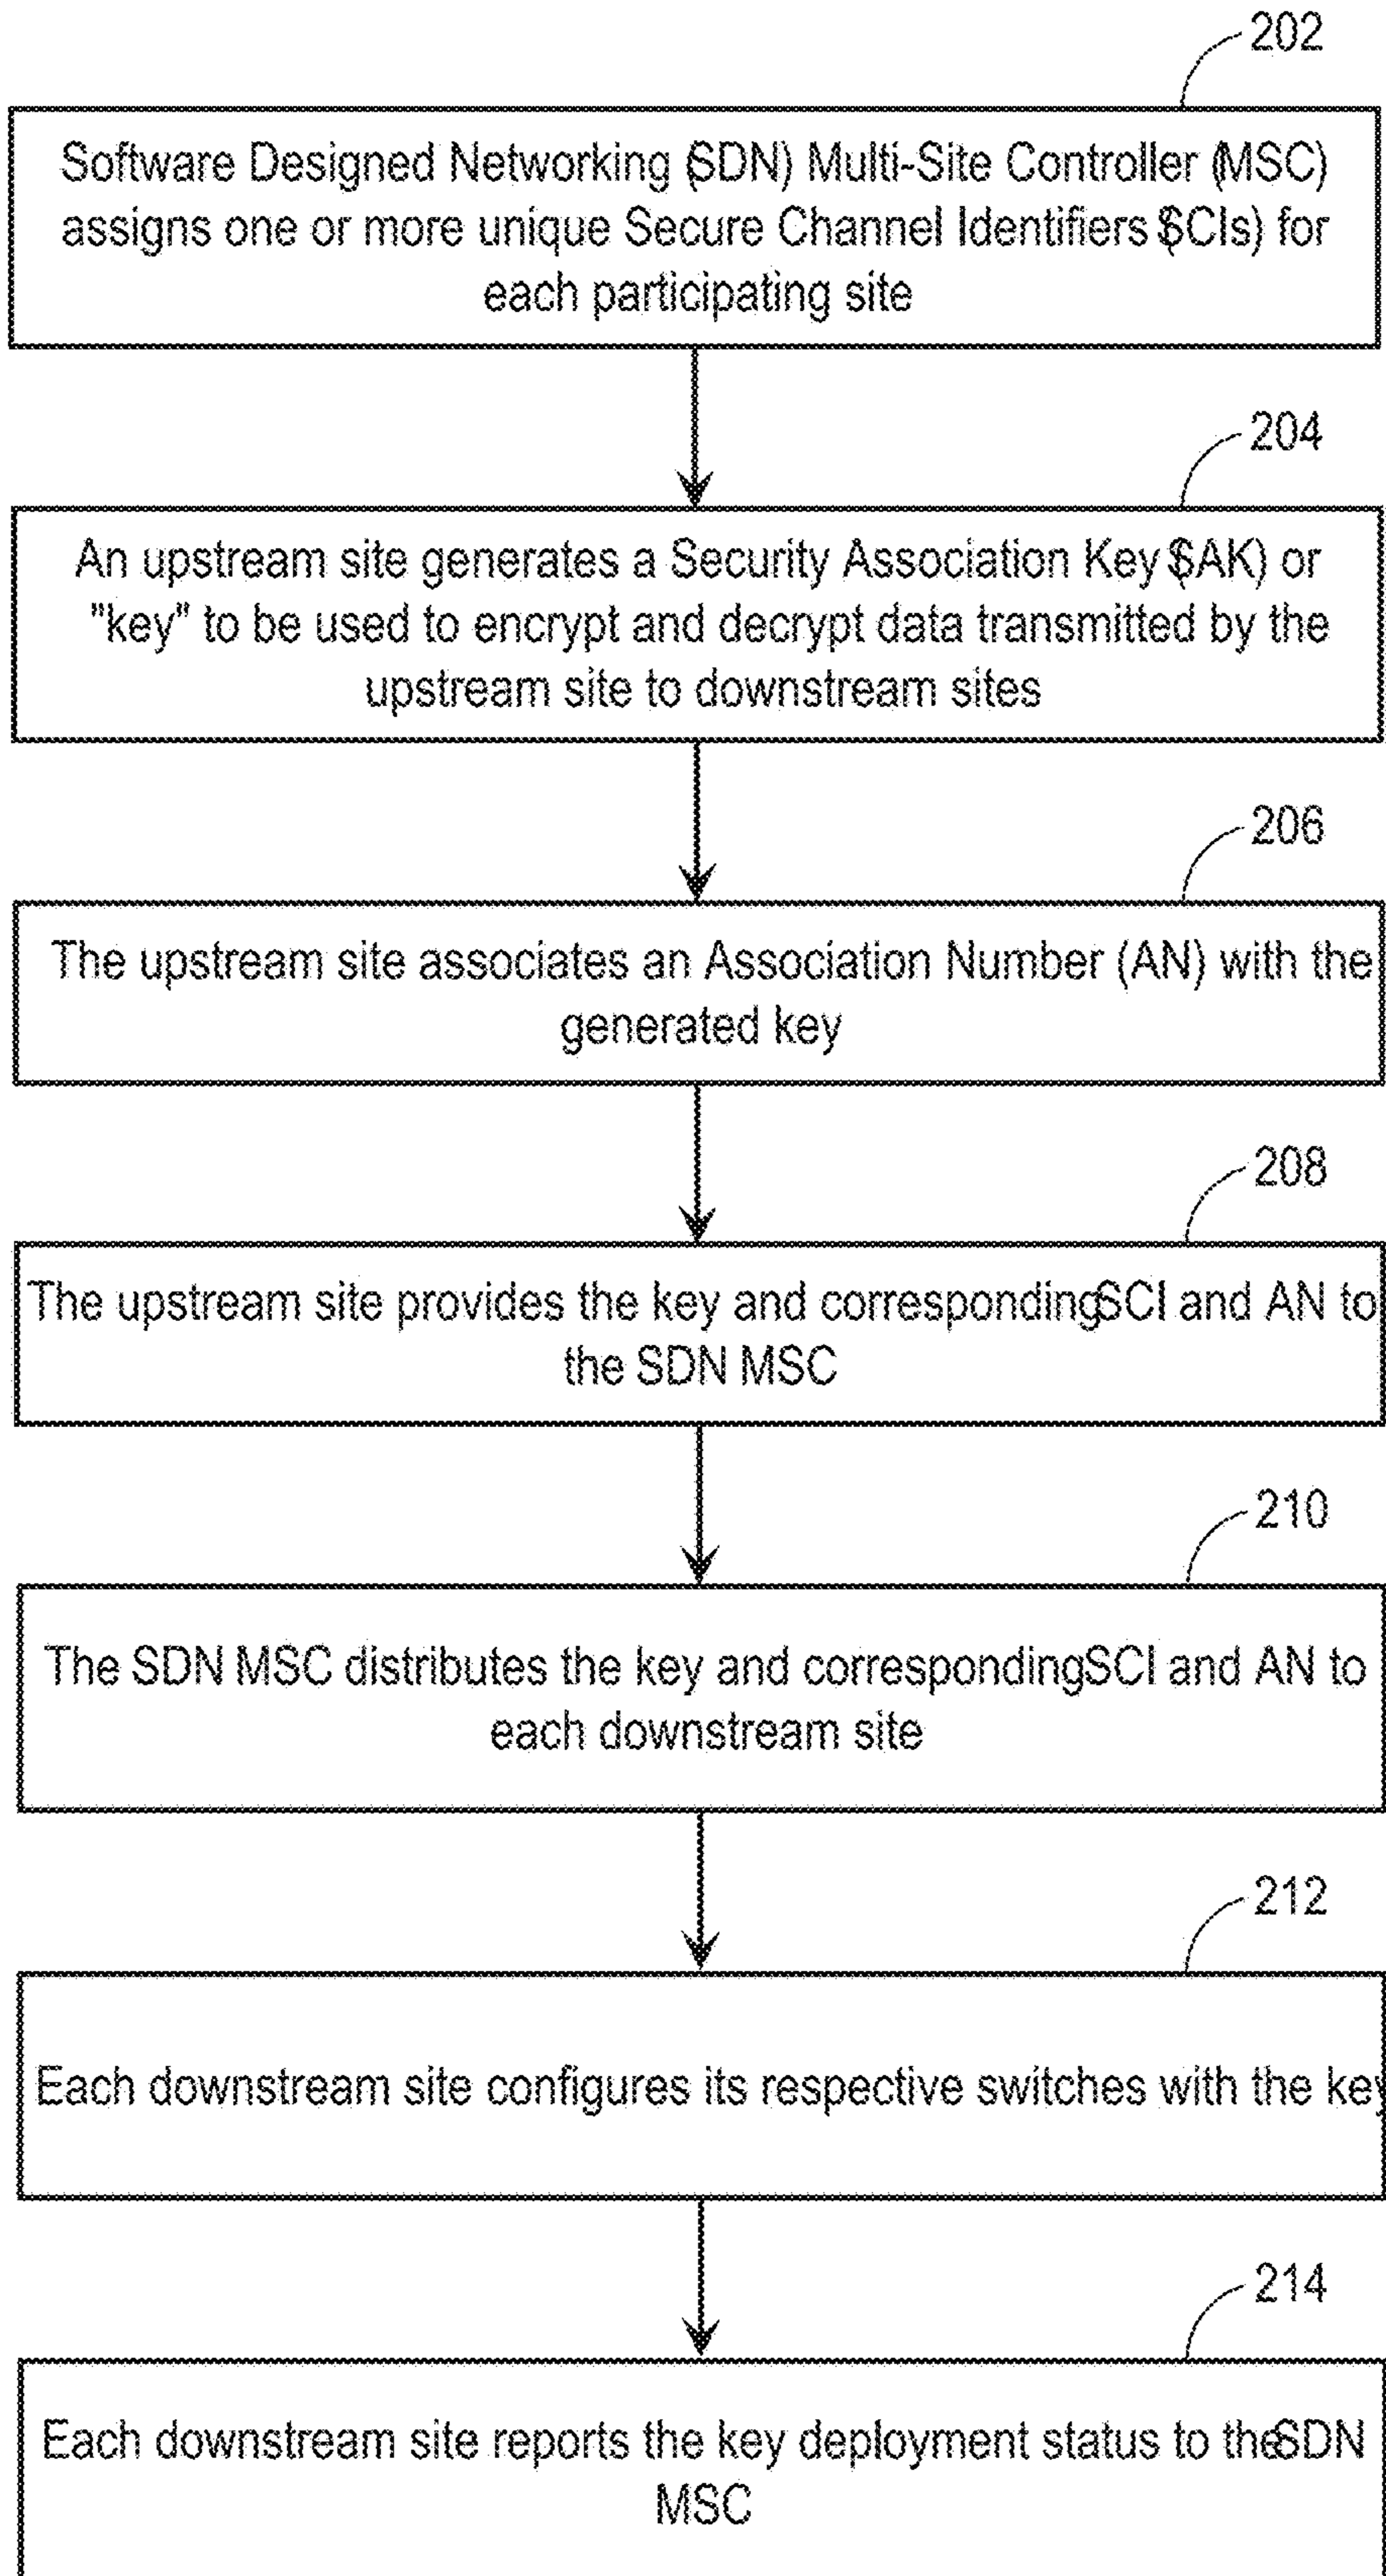 202
Software Designed Networking (SDN) Multi-Site Controller (MSC)
assigns one or more unique Secure Channel Identifiers (SCIs) for
each participating site
204
An upstream site generates a Security Association Key (SAK) or
"key" to be used to encrypt and decrypt data transmitted by the
upstream site to downstream sites
206
The upstream site associates an Association Number (AN) with the
generated key
208
The upstream site provides the key and corresponding SCI and AN to
the SDN MSC
210
The SDN MSC distributes the key and corresponding SCI and AN to
each downstream site
212
Each downstream site configures its respective switches with the key
214
Each downstream site reports the key deployment status to the SDN
MSC